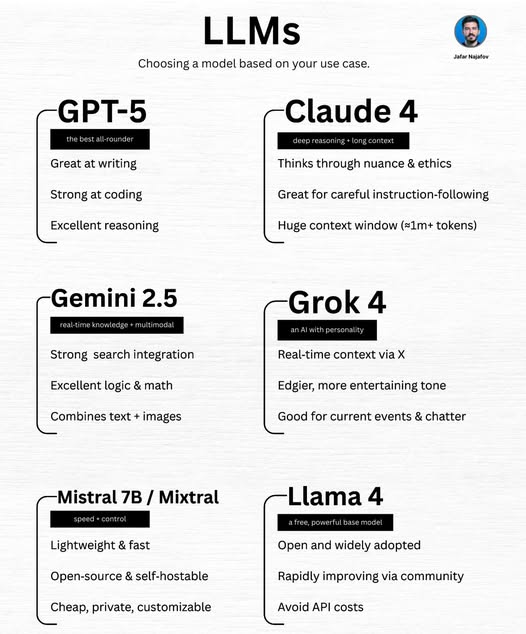 LLMs
Choosing a model based on your use case.
Jafar Najafov
GPT-5
the best all-rounder
Great at writing
Strong at coding
Excellent reasoning
Claude 4
deep reasoning + long context
Thinks through nuance & ethics
Great for careful instruction-following
Huge context window (≈1m+ tokens)
Gemini 2.5
real-time knowledge + multimodal
Strong search integration
Excellent logic & math
Combines text + images
Grok 4
an AI with personality
Real-time context via X
Edgier, more entertaining tone
Good for current events & chatter
Mistral 7B / Mixtral
speed + control
Lightweight & fast
Open-source & self-hostable
Cheap, private, customizable
Llama 4
a free, powerful base model
Open and widely adopted
Rapidly improving via community
Avoid API costs